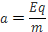 a = Eq/m